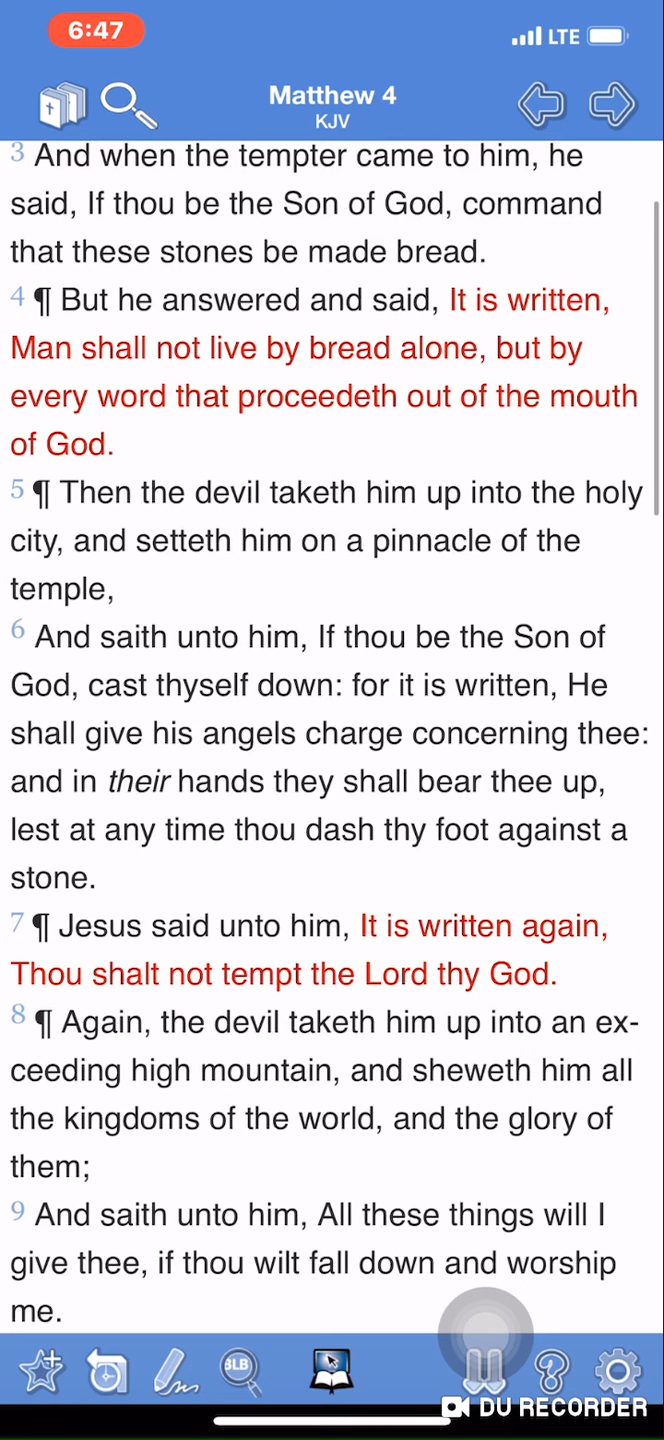 6:47
LTE
Matthew 4
KJV
3 And when the tempter came to him, he
said, If thou be the Son of God, command
that these stones be made bread.
4 ¶ But he answered and said, It is written,
Man shall not live by bread alone, but by
every word that proceedeth out of the mouth
of God.
5 ¶ Then the devil taketh him up into the holy
city, and setteth him on a pinnacle of the
temple,
6 And saith unto him, If thou be the Son of
God, cast thyself down: for it is written, He
shall give his angels charge concerning thee:
and in their hands they shall bear thee up,
lest at any time thou dash thy foot against a
stone.
7 ¶ Jesus said unto him, It is written again,
Thou shalt not tempt the Lord thy God.
8 ¶ Again, the devil taketh him up into an ex-
ceeding high mountain, and sheweth him all
the kingdoms of the world, and the glory of
them;
9 And saith unto him, All these things will I
give thee, if thou wilt fall down and worship
me.
BLB
DU RECORDER